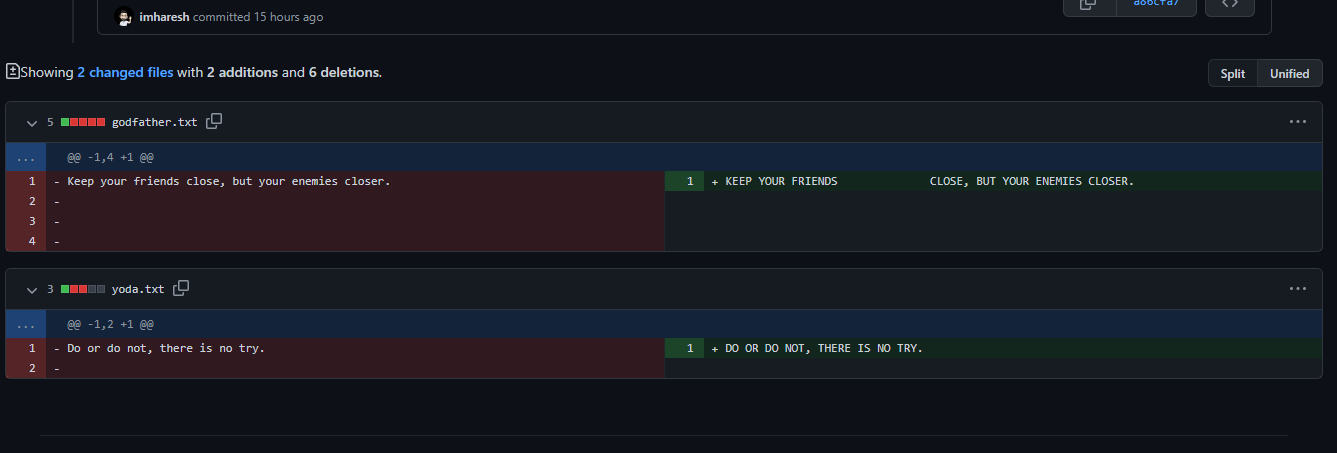 imharesh committed 15 hours ago
a86cfa7
Showing 2 changed files with 2 additions and 6 deletions.
Split Unified
5 godfather.txt
... @@ -1,4 +1 @@
1 - Keep your friends close, but your enemies closer. 1 + KEEP YOUR FRIENDS CLOSE, BUT YOUR ENEMIES CLOSER.
2 -
3 -
4 -
3 yoda.txt
... @@ -1,2 +1 @@
1 - Do or do not, there is no try. 1 + DO OR DO NOT, THERE IS NO TRY.
2 -